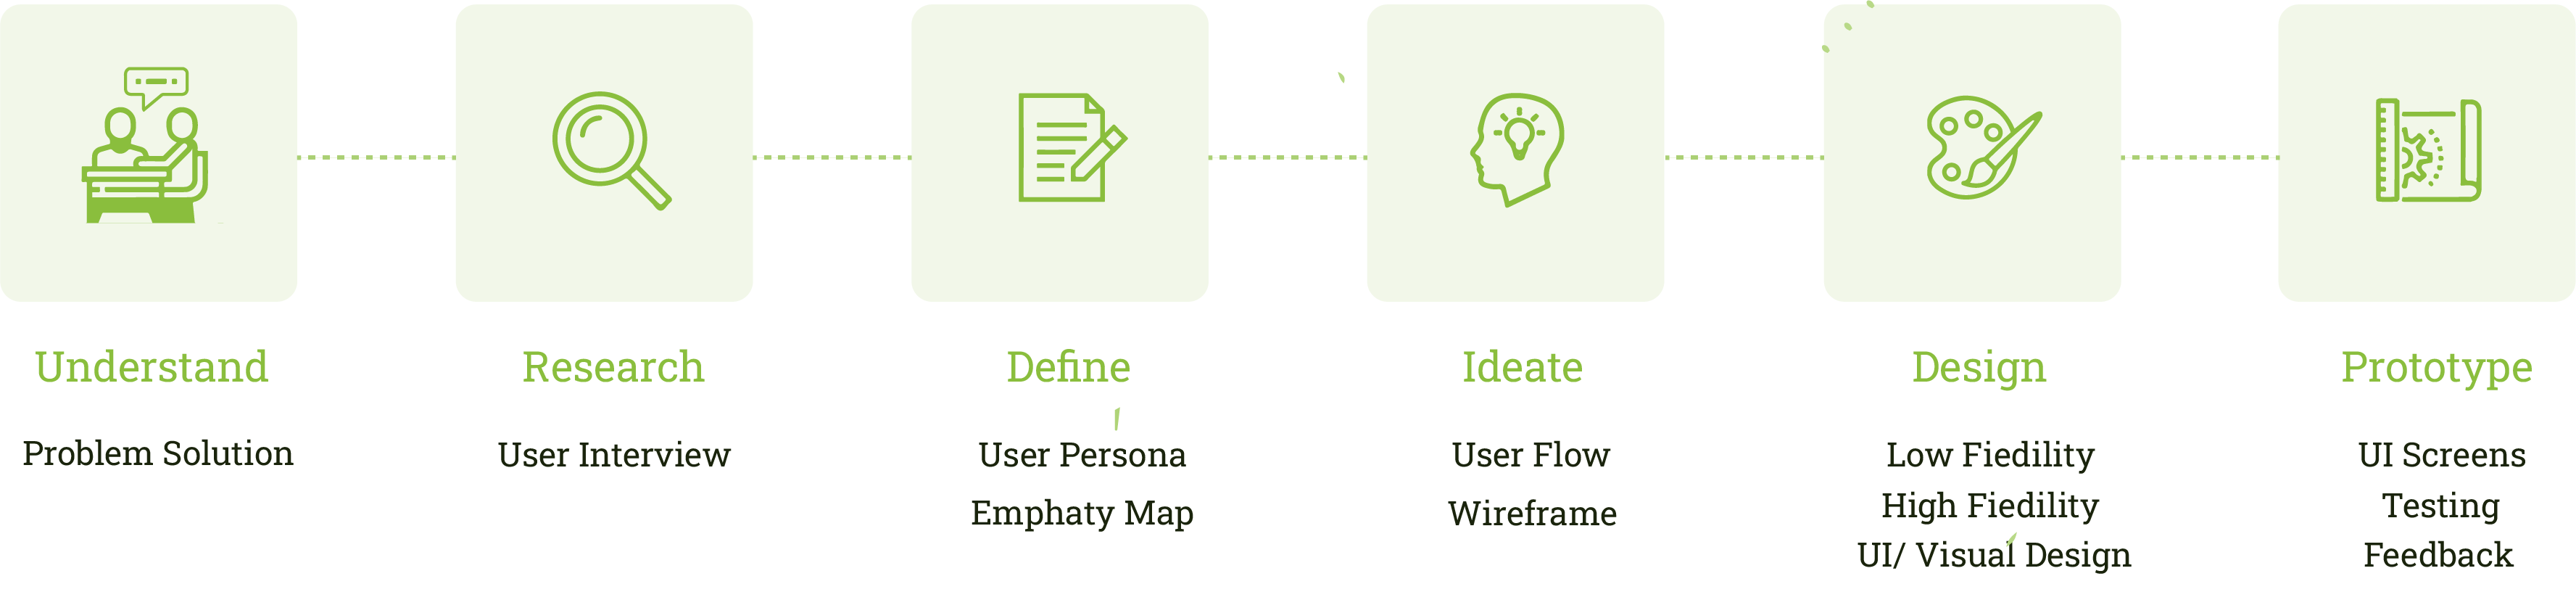 Understand
Problem Solution
Research
User Interview
Define
User Persona
Emphaty Map
Ideate
User Flow
Wireframe
Design
Low Fiedility
High Fiedility
UI/ Visual Design
Prototype
UI Screens
Testing
Feedback